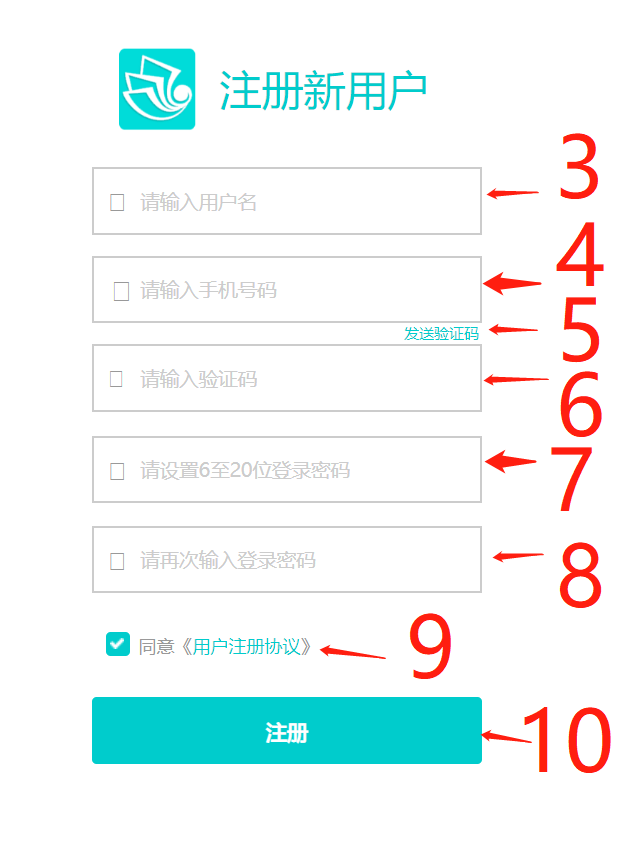 注册新用户
请输入用户名
3
请输入手机号码
4
发送验证码
5
请输入验证码
6
请设置6至20位登录密码
7
请再次输入登录密码
8
同意《用户注册协议》
9
注册
10